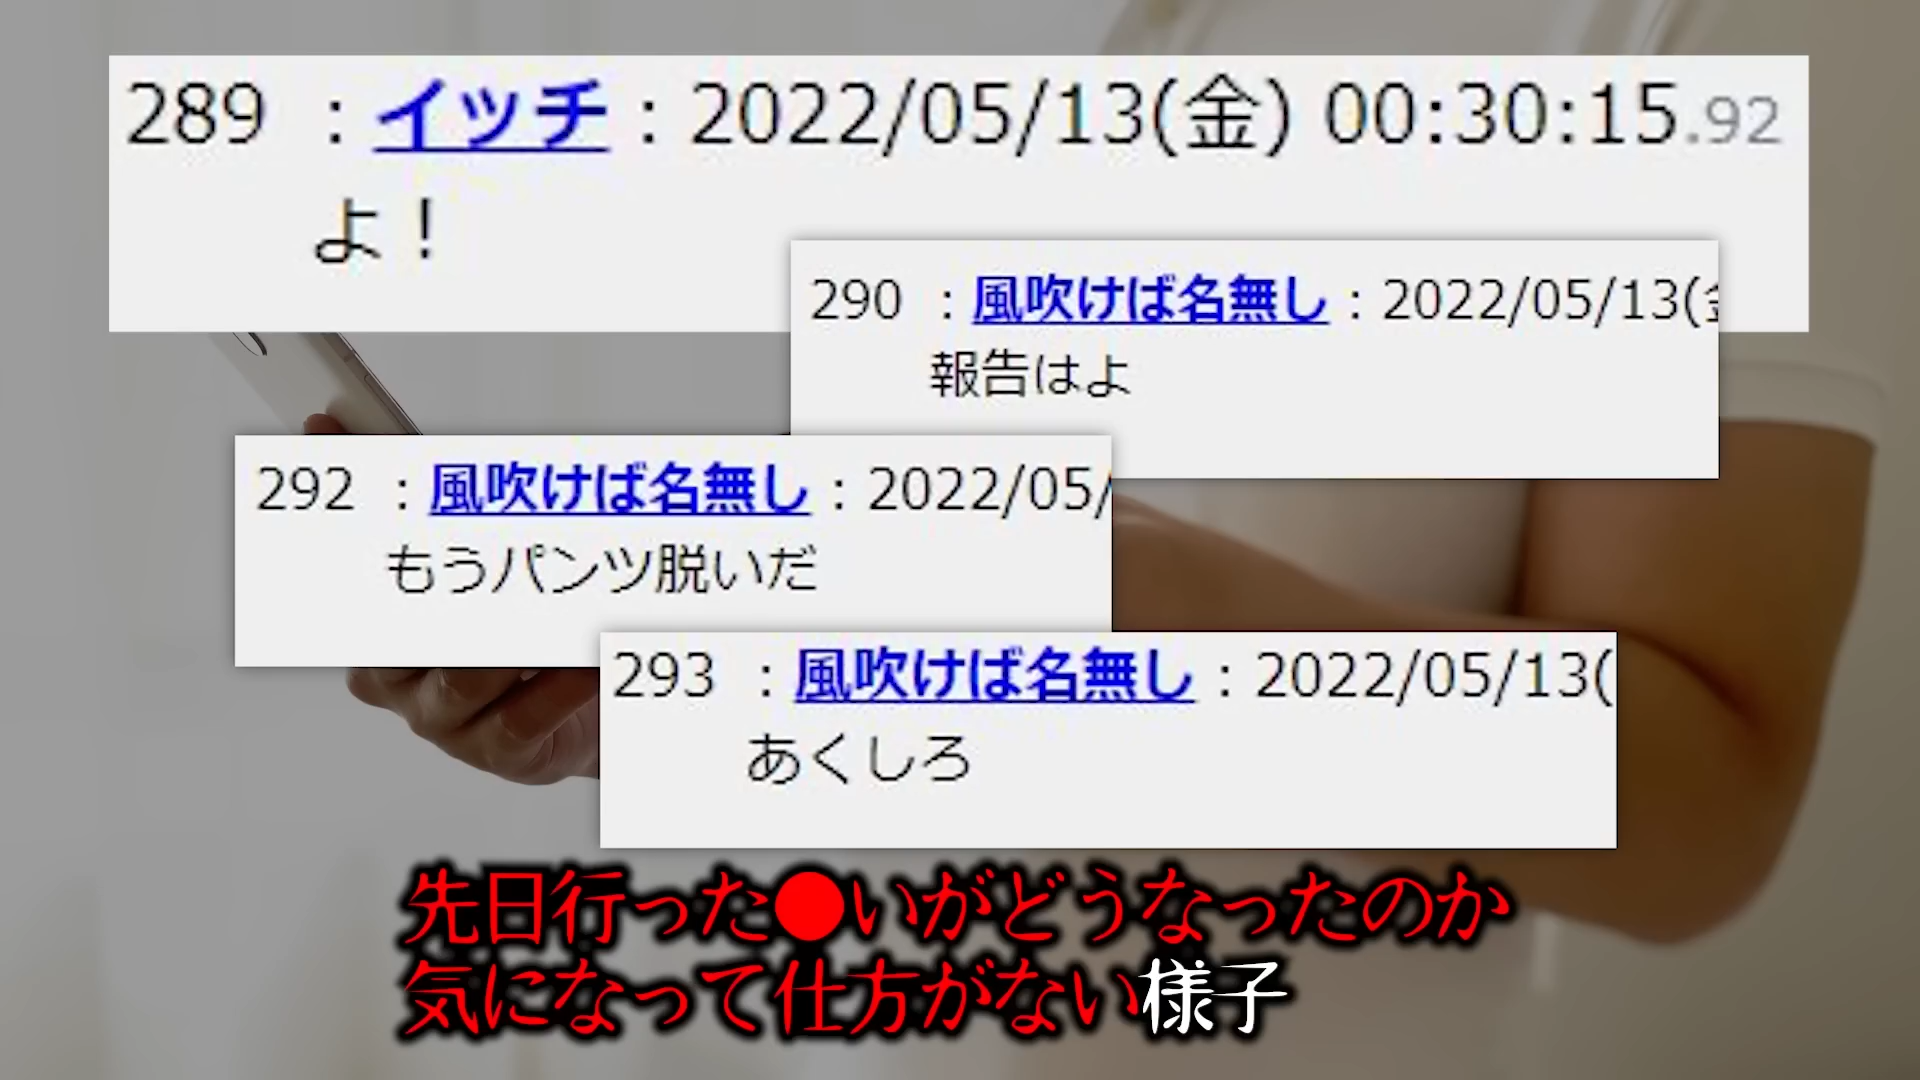 289 ：イッチ：2022/05/13(金) 00:30:15.92
よ！
290 ：風吹けば名無し：2022/05/13(
報告はよ
292 ：風吹けば名無し：2022/05/
もうパンツ脱いだ
293 ：風吹けば名無し：2022/05/13(
あくしろ
先日行った●いがどうなったのか
気になって仕方がない様子